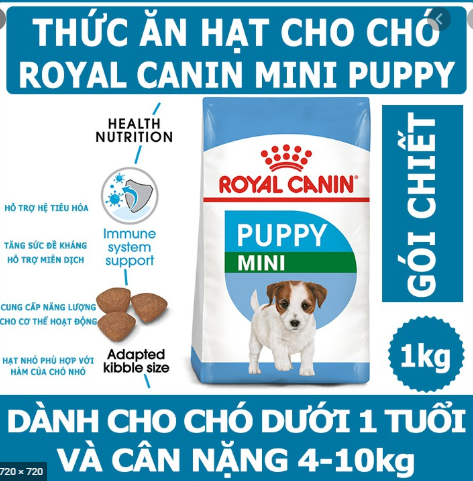 THỨC ĂN HẠT CHO CHÓ
ROYAL CANIN MINI PUPPY
HEALTH
NUTRITION
HỖ TRỢ HỆ TIÊU HÓA
Immune
system
support
TĂNG SỨC ĐỀ KHÁNG
HỖ TRỢ MIỄN DỊCH
CUNG CẤP NĂNG LƯỢNG
CHO CƠ THỂ HOẠT ĐỘNG
HẠT NHỎ PHÙ HỢP VỚI
HÀM CỦA CHÓ NHỎ
Adapted
kibble size
ROYAL CANIN
PUPPY
MINI
GÓI CHIẾT
1kg
DÀNH CHO CHÓ DƯỚI 1 TUỔI
VÀ CÂN NẶNG 4-10kg
720 × 720